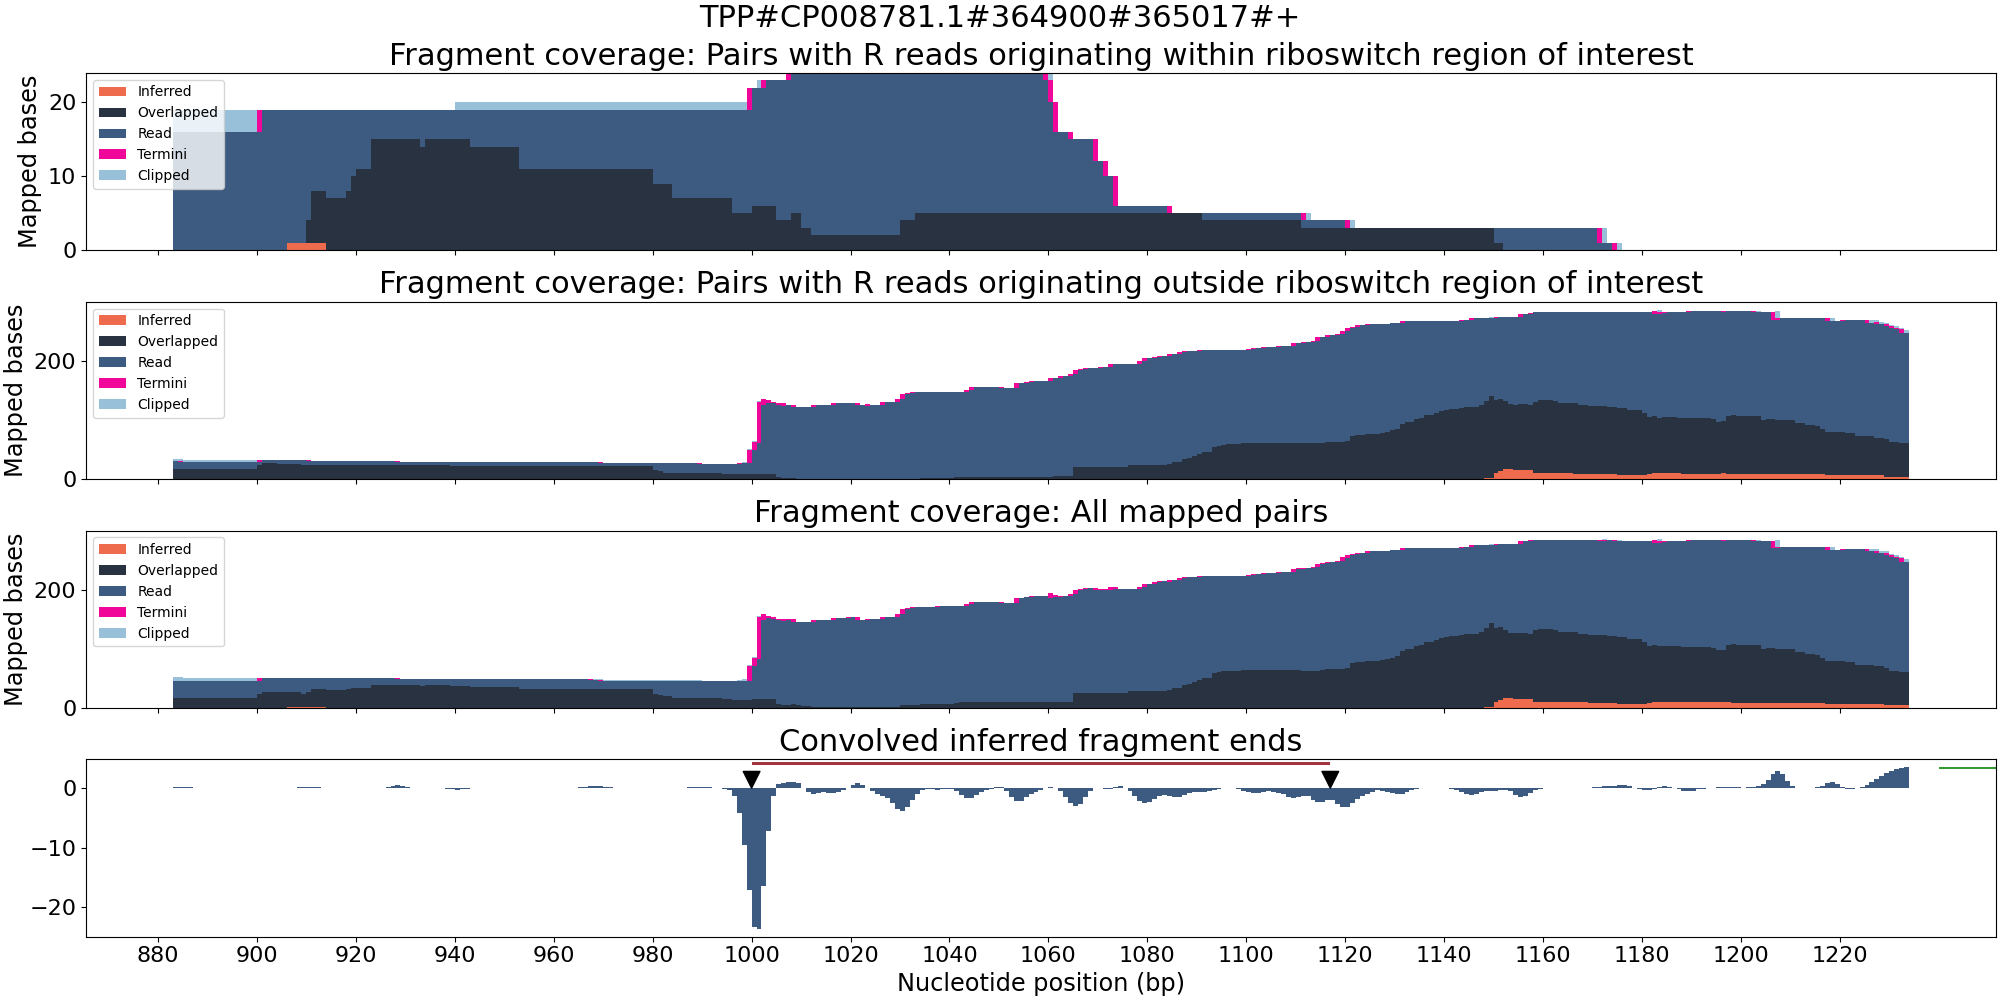 TPP#CP008781.1#364900#365017#+
Fragment coverage: Pairs with R reads originating within riboswitch region of interest
Mapped bases
20
10
0
Inferred
Overlapped
Read
Termini
Clipped
Fragment coverage: Pairs with R reads originating outside riboswitch region of interest
Mapped bases
200
0
Inferred
Overlapped
Read
Termini
Clipped
Fragment coverage: All mapped pairs
Mapped bases
200
0
Inferred
Overlapped
Read
Termini
Clipped
Convolved inferred fragment ends
0
−10
−20
880 900 920 940 960 980 1000 1020 1040 1060 1080 1100 1120 1140 1160 1180 1200 1220
Nucleotide position (bp)